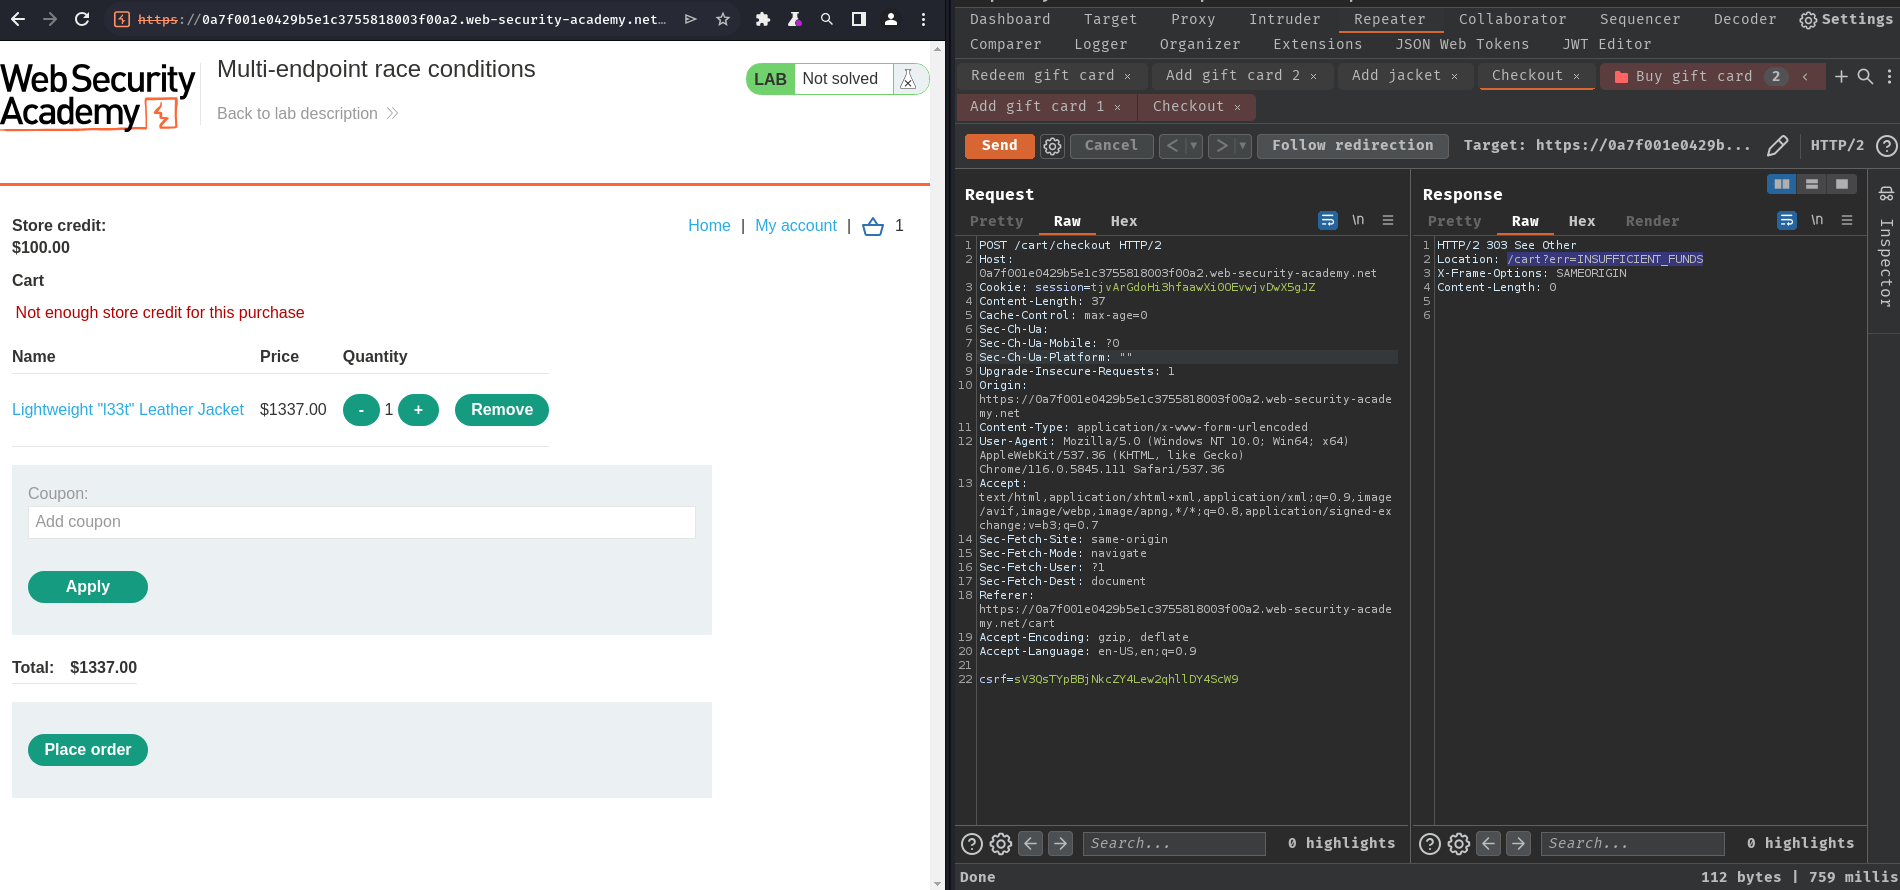 https://0a7f001e0429b5e1c3755818003f00a2.web-security-academy.net...
Web Security
Academy
Multi-endpoint race conditions
Back to lab description
LAB
Not solved
Store credit:
$100.00
Home | My account | 1
Cart
Not enough store credit for this purchase
Name Price Quantity
Lightweight "l33t" Leather Jacket $1337.00 - 1 + Remove
Coupon:
Add coupon
Apply
Total: $1337.00
Place order
Dashboard Target Proxy Intruder Repeater Collaborator Sequencer Decoder Settings
Comparer Logger Organizer Extensions JSON Web Tokens JWT Editor
Redeem gift card × Add gift card 2 × Add jacket × Checkout × Buy gift card 2 ‹ +
Add gift card 1 × Checkout ×
Send Cancel < > Follow redirection Target: https://0a7f001e0429b... HTTP/2 ?
Request
Pretty Raw Hex \n
1 POST /cart/checkout HTTP/2
2 Host:
0a7f001e0429b5e1c3755818003f00a2.web-security-academy.net
3 Cookie: session=tjvArGdoHi3hfaawXi0OEvwjvDwX5gJZ
4 Content-Length: 37
5 Cache-Control: max-age=0
6 Sec-Ch-Ua:
7 Sec-Ch-Ua-Mobile: ?0
8 Sec-Ch-Ua-Platform: ""
9 Upgrade-Insecure-Requests: 1
10 Origin:
https://0a7f001e0429b5e1c3755818003f00a2.web-security-acade
my.net
11 Content-Type: application/x-www-form-urlencoded
12 User-Agent: Mozilla/5.0 (Windows NT 10.0; Win64; x64)
AppleWebKit/537.36 (KHTML, like Gecko)
Chrome/116.0.5845.111 Safari/537.36
13 Accept:
text/html,application/xhtml+xml,application/xml;q=0.9,image
/avif,image/webp,image/apng,*/*;q=0.8,application/signed-ex
change;v=b3;q=0.7
14 Sec-Fetch-Site: same-origin
15 Sec-Fetch-Mode: navigate
16 Sec-Fetch-User: ?1
17 Sec-Fetch-Dest: document
18 Referer:
https://0a7f001e0429b5e1c3755818003f00a2.web-security-acade
my.net/cart
19 Accept-Encoding: gzip, deflate
20 Accept-Language: en-US,en;q=0.9
21
22 csrf=sV3QsTYpBBjNkcZY4Lew2qhllDY4ScW9
Search... 0 highlights
Response
Pretty Raw Hex Render \n
1 HTTP/2 303 See Other
2 Location: /cart?err=INSUFFICIENT_FUNDS
3 X-Frame-Options: SAMEORIGIN
4 Content-Length: 0
5
6
Search... 0 highlights
Inspector
Done
112 bytes | 759 millis